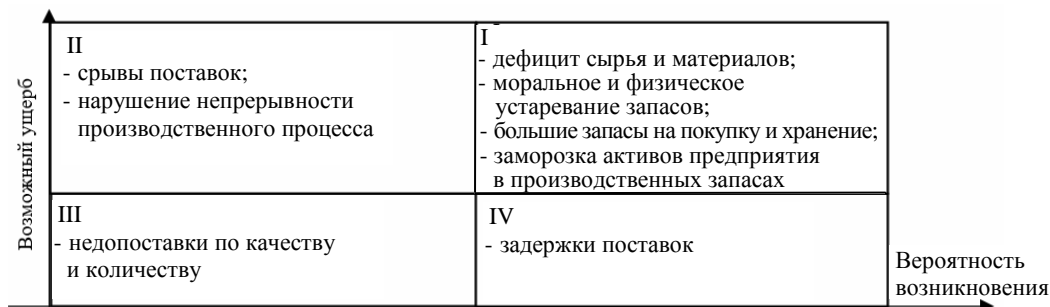 Возможный ущерб
II
- срывы поставок;
- нарушение непрерывности
производственного процесса
I
- дефицит сырья и материалов;
- моральное и физическое
устаревание запасов;
- большие запасы на покупку и хранение;
- заморозка активов предприятия
в производственных запасах
III
- недопоставки по качеству
и количеству
IV
- задержки поставок
Вероятность
возникновения